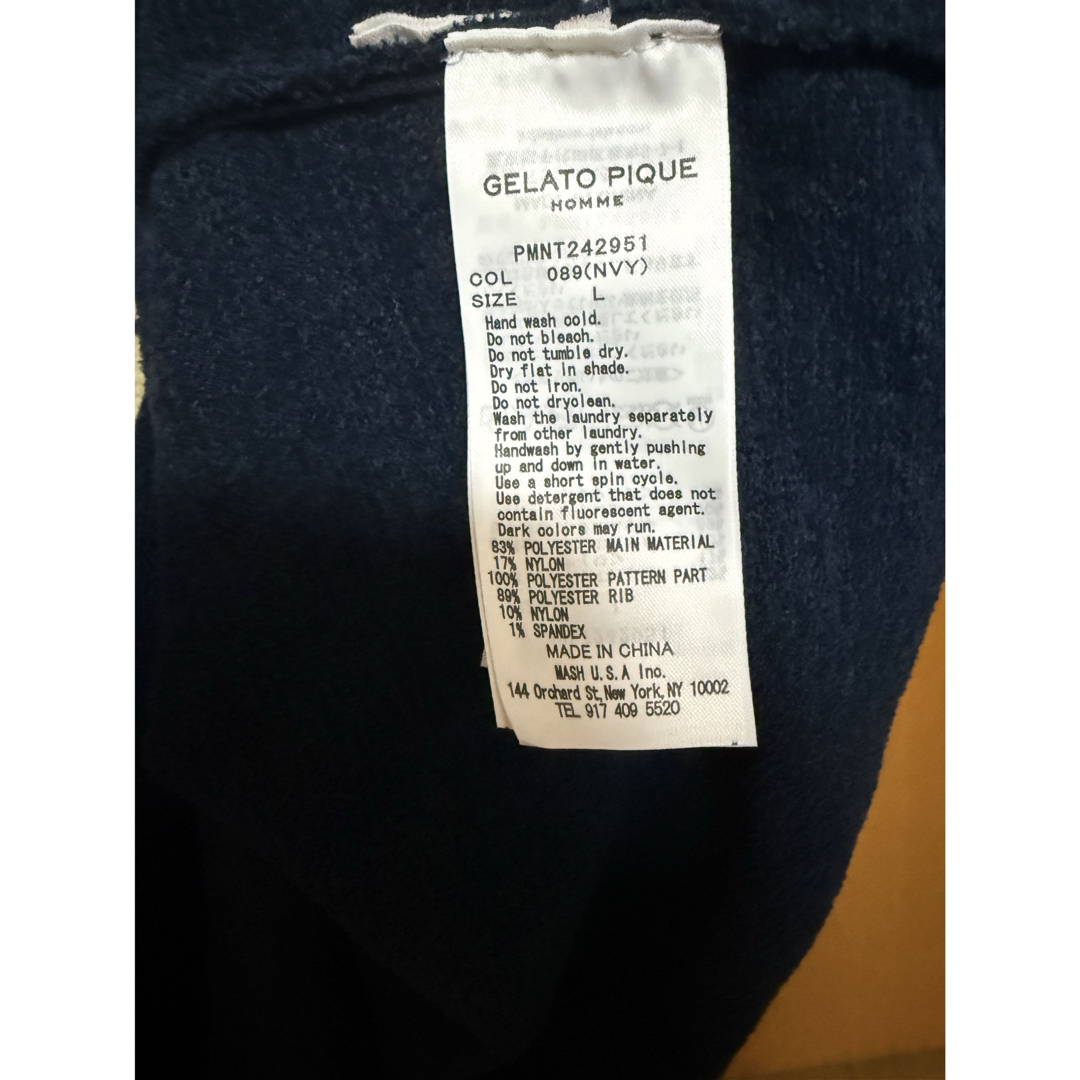 GELATO PIQUE
HOMME
PMNT242951
COL 089(NVY)
SIZE L
Hand wash cold.
Do not bleach.
Do not tumble dry.
Dry flat in shade.
Do not iron.
Do not dryclean.
Wash the laundry separately
from other laundry.
Handwash by gently pushing
up and down in water.
Use a short spin cycle.
Use detergent that does not
contain fluorescent agent.
Dark colors may run.
83% POLYESTER MAIN MATERIAL
17% NYLON
100% POLYESTER PATTERN PART
89% POLYESTER RIB
10% NYLON
1% SPANDEX
MADE IN CHINA
MASH U.S.A Inc.
144 Orchard St, New York, NY 10002
TEL 917 409 5520